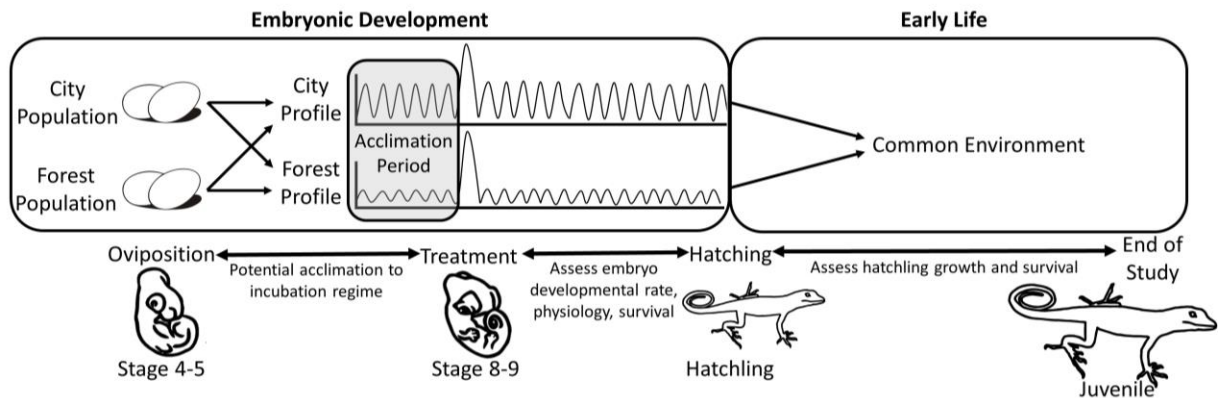 Embryonic Development
Early Life
City
Population
City
Profile
Acclimation
Period
Forest
Population
Forest
Profile
Common Environment
Oviposition
Potential acclimation to
incubation regime
Treatment
Assess embryo
developmental rate,
physiology, survival
Hatching
Assess hatchling growth and survival
End of
Study
Stage 4-5
Stage 8-9
Hatchling
Juvenile